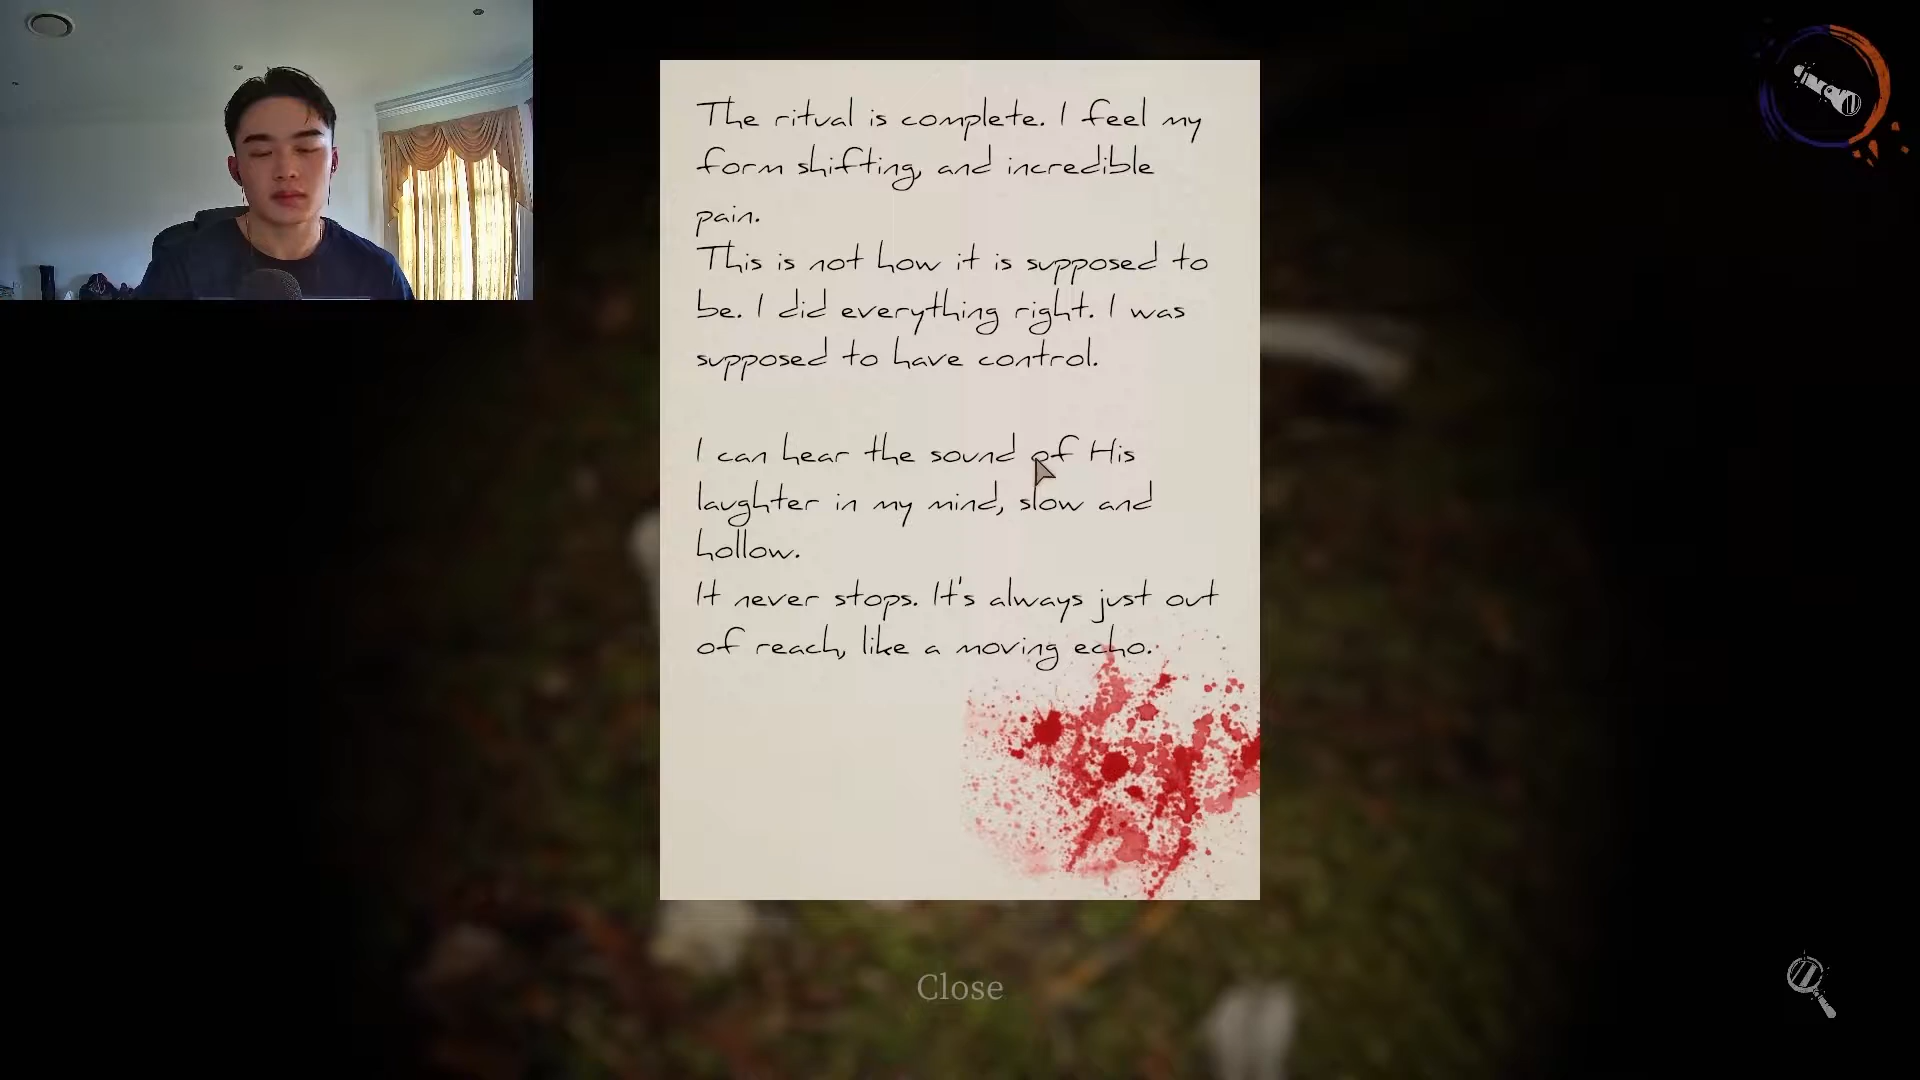 The ritual is complete. I feel my
form shifting, and incredible
pain.
This is not how it is supposed to
be. I did everything right. I was
supposed to have control.
I can hear the sound of His
laughter in my mind, slow and
hollow.
It never stops. It's always just out
of reach, like a moving echo.
Close